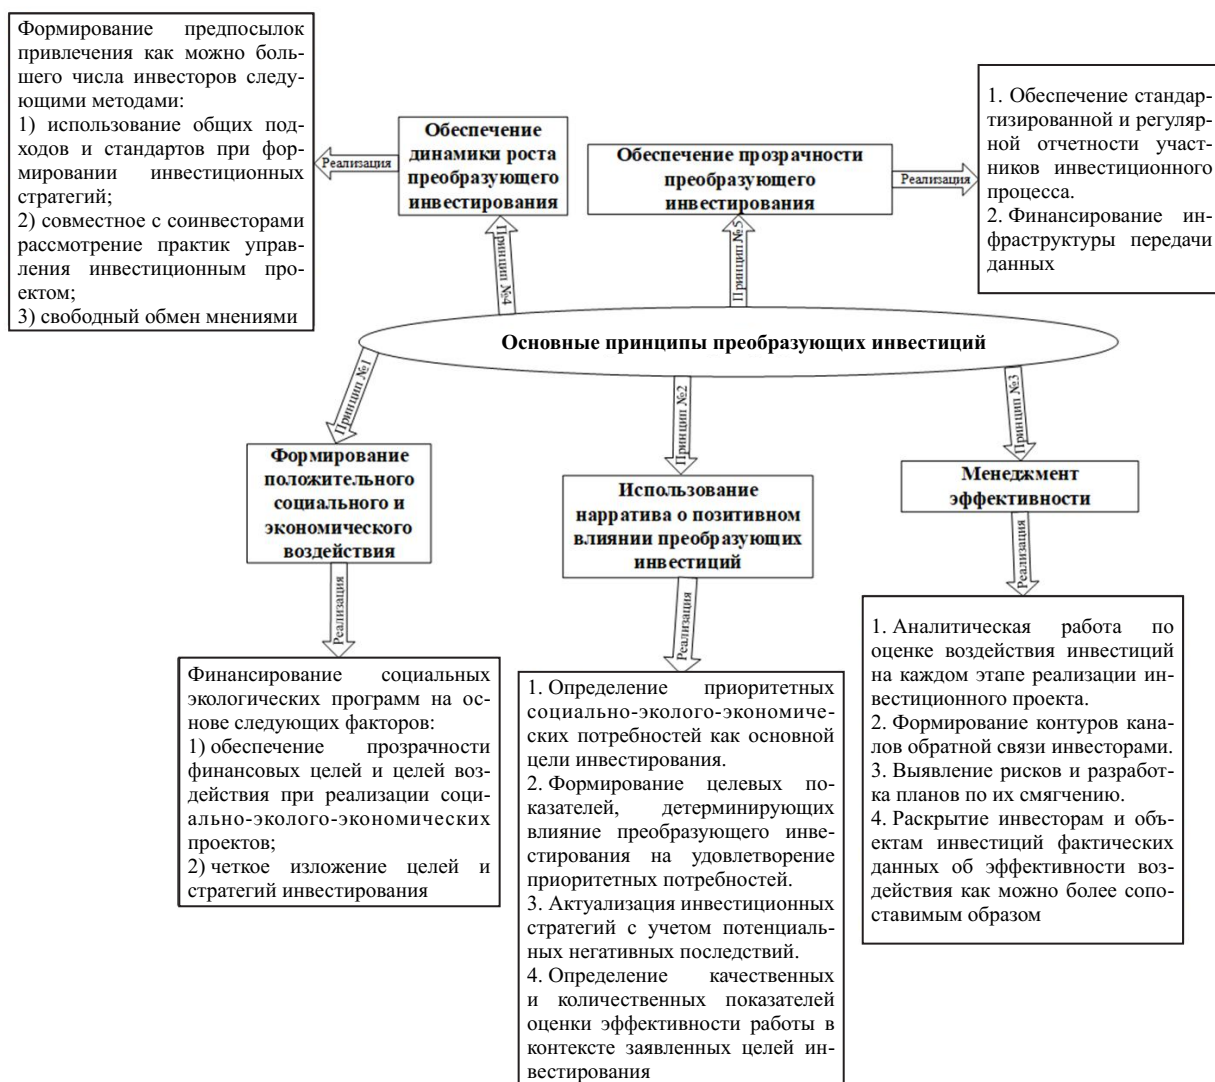 Формирование предпосылок
привлечения как можно боль-
шего числа инвесторов следу-
ющими методами:
1) использование общих под-
ходов и стандартов при фор-
мировании инвестиционных
стратегий;
2) совместное с соинвесторами
рассмотрение практик управ-
ления инвестиционным про-
ектом;
3) свободный обмен мнениями
Реализация
Обеспечение
динамики роста
преобразующего
инвестирования
Принцип №4
Обеспечение прозрачности
преобразующего
инвестирования
Принцип №5
Реализация
1. Обеспечение стандар-
тизированной и регуляр-
ной отчетности участ-
ников инвестиционного
процесса.
2. Финансирование ин-
фраструктуры передачи
данных
Основные принципы преобразующих инвестиций
Принцип №1
Формирование
положительного
социального и
экономического
воздействия
Реализация
Финансирование социальных
экологических программ на ос-
нове следующих факторов:
1) обеспечение прозрачности
финансовых целей и целей воз-
действия при реализации соци-
ально-эколого-экономических
проектов;
2) четкое изложение целей и
стратегий инвестирования
Принцип №2
Использование
нарратива о позитивном
влиянии преобразующих
инвестиций
Реализация
1. Определение приоритетных
социально-эколого-экономиче-
ских потребностей как основной
цели инвестирования.
2. Формирование целевых по-
казателей, детерминирующих
влияние преобразующего инве-
стирования на удовлетворение
приоритетных потребностей.
3. Актуализация инвестиционных
стратегий с учетом потенциаль-
ных негативных последствий.
4. Определение качественных
и количественных показателей
оценки эффективности работы в
контексте заявленных целей ин-
вестирования
Принцип №3
Менеджмент
эффективности
Реализация
1. Аналитическая работа по
оценке воздействия инвестиций
на каждом этапе реализации ин-
вестиционного проекта.
2. Формирование контуров кана-
лов обратной связи инвесторами.
3. Выявление рисков и разработ-
ка планов по их смягчению.
4. Раскрытие инвесторам и объ-
ектам инвестиций фактических
данных об эффективности воз-
действия как можно более сопо-
ставимым образом